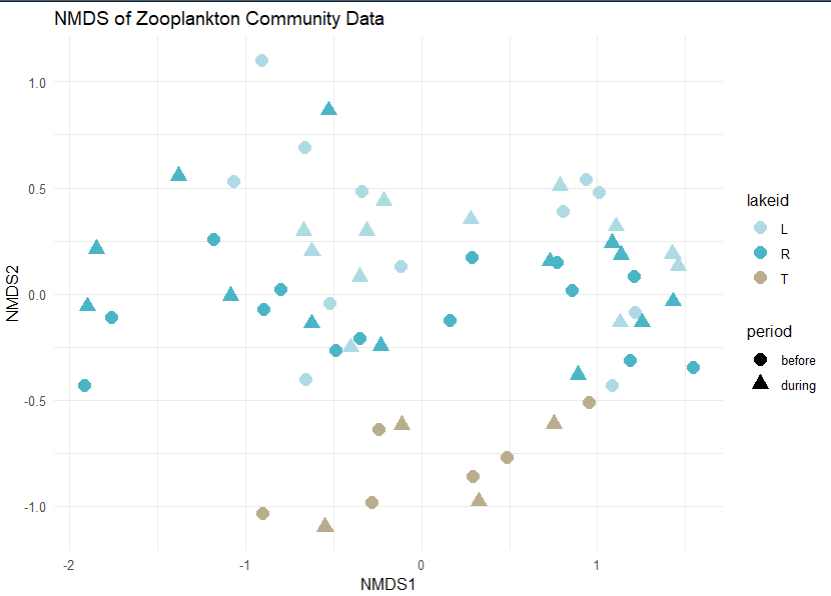 NMDS of Zooplankton Community Data
1.0
0.5
0.0
-0.5
-1.0
NMDS2
-2
-1
0
1
NMDS1
lakeid
L
R
T
period
before
during